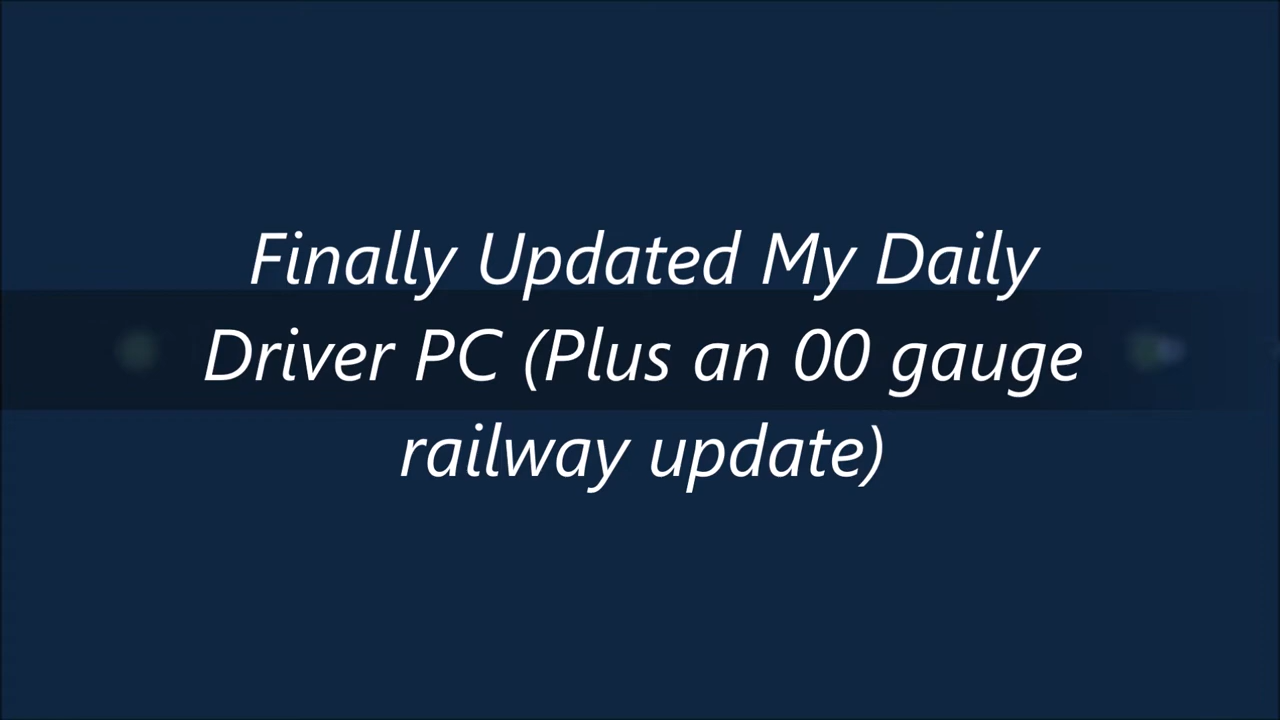 Finally Updated My Daily
Driver PC (Plus an 00 gauge
railway update)